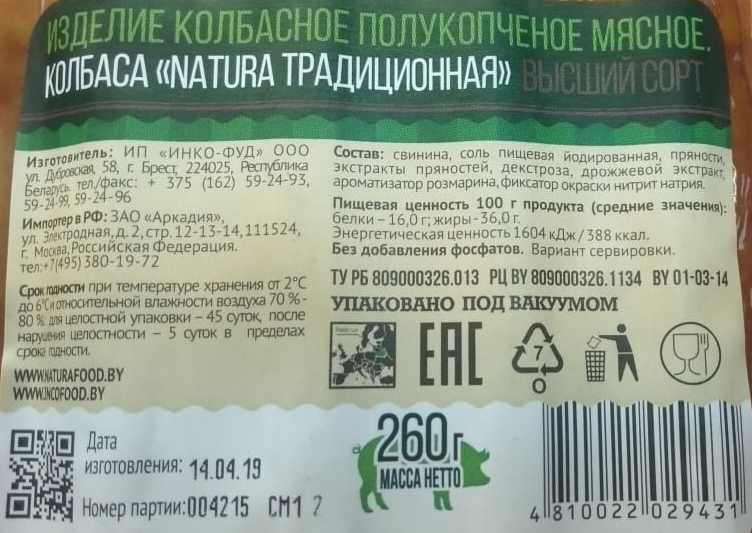 ИЗДЕЛИЕ КОЛБАСНОЕ ПОЛУКОПЧЕНОЕ МЯСНОЕ.
КОЛБАСА «NATURA ТРАДИЦИОННАЯ» ВЫСШИЙ СОРТ
Изготовитель: ИП «ИНКО-ФУД» ООО
ул. Дубровская, 58, г. Брест, 224025, Республика
Беларусь. тел./факс: + 375 (162) 59-24-93,
59-24-99, 59-24-96
Импортер в РФ: ЗАО «Аркадия»,
ул. Электродная, д. 2, стр. 12-13-14, 111524,
г. Москва, Российская Федерация.
тел.:+7(495) 380-19-72
Срок годности при температуре хранения от 2°С
до 6°С и относительной влажности воздуха 70 % -
80 % для целостной упаковки – 45 суток, после
нарушения целостности – 5 суток в пределах
срока годности.
WWW.NATURAFOOD.BY
WWW.INCOFOOD.BY
Состав: свинина, соль пищевая йодированная, пряности,
экстракты пряностей, декстроза, дрожжевой экстракт,
ароматизатор розмарина, фиксатор окраски нитрит натрия.
Пищевая ценность 100 г продукта (средние значения):
белки – 16,0 г; жиры - 36,0 г.
Энергетическая ценность 1604 кДж / 388 ккал.
Без добавления фосфатов. Вариант сервировки.
ТУ РБ 809000326.013 РЦ BY 809000326.1134 BY 01-03-14
УПАКОВАНО ПОД ВАКУУМОМ
EAC
7
O
Дата
изготовления: 14.04.19
Номер партии: 004215 СМ1 2
260 г
МАССА НЕТТО
4 810022 029431